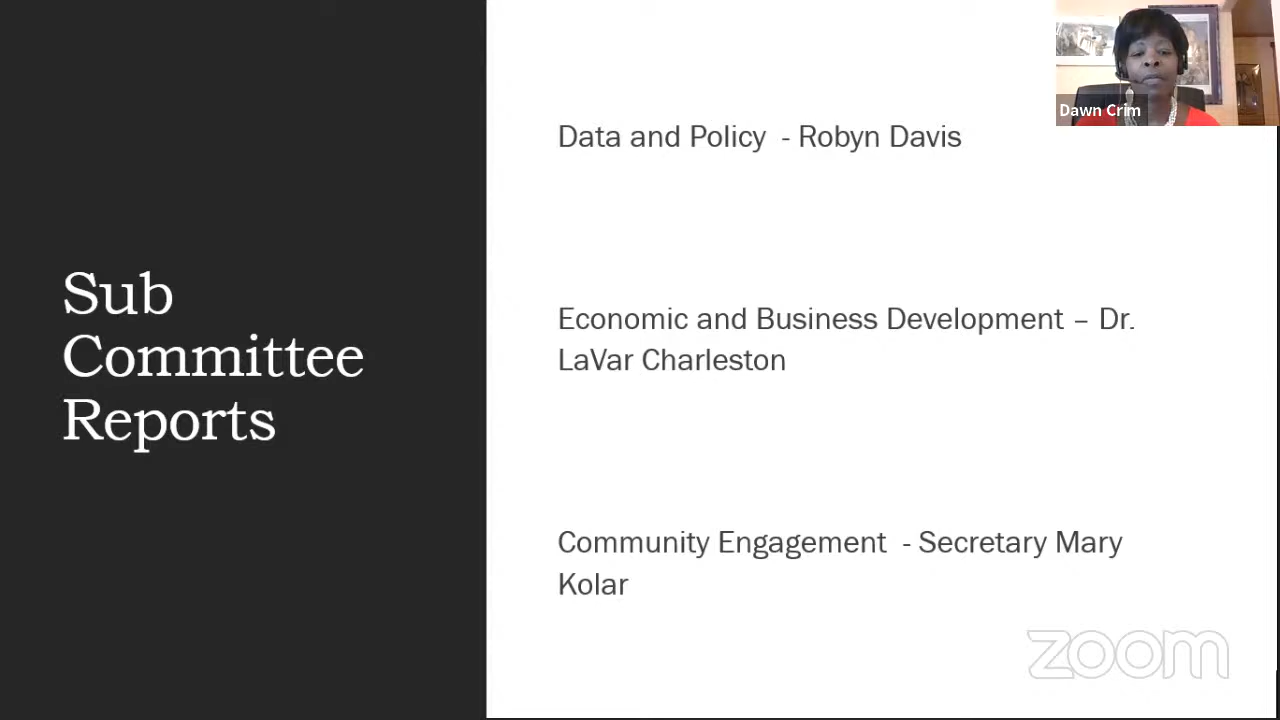 Sub
Committee
Reports
Data and Policy - Robyn Davis
Economic and Business Development – Dr.
LaVar Charleston
Community Engagement - Secretary Mary
Kolar
Dawn Crim
zoom